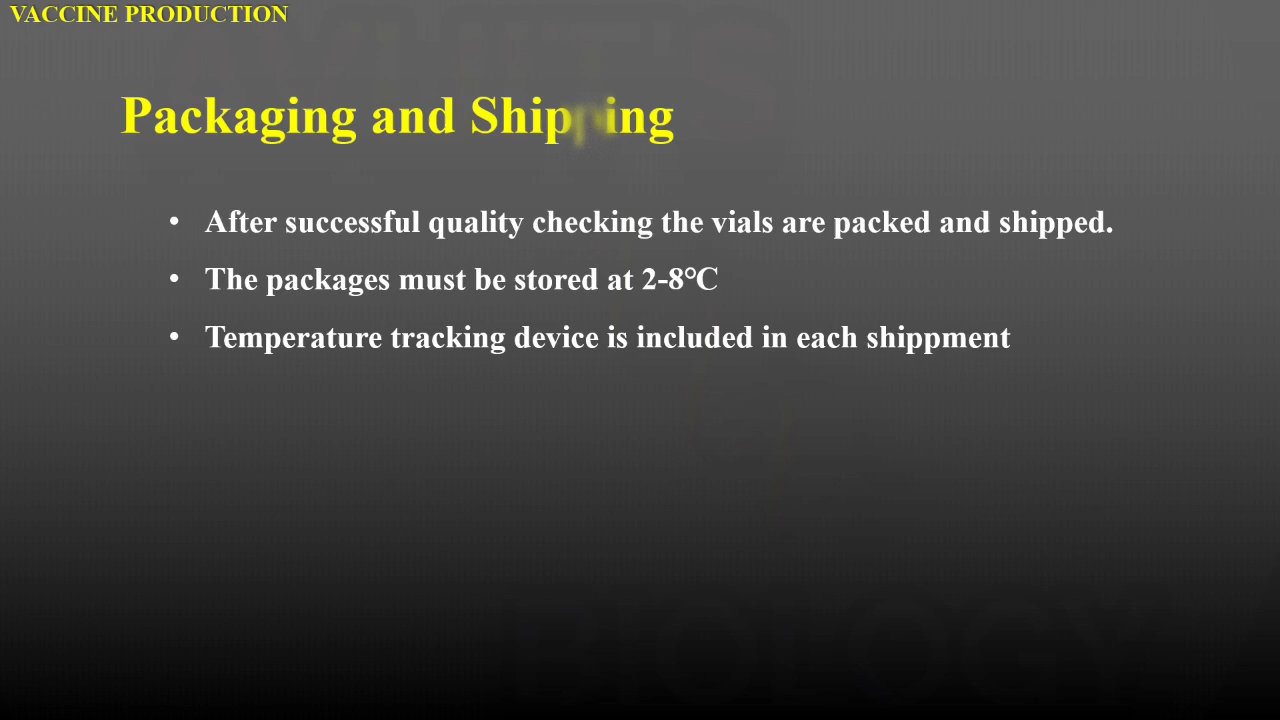 VACCINE PRODUCTION
Packaging and Shipping
• After successful quality checking the vials are packed and shipped.
• The packages must be stored at 2-8℃
• Temperature tracking device is included in each shippment
BIOLOGY